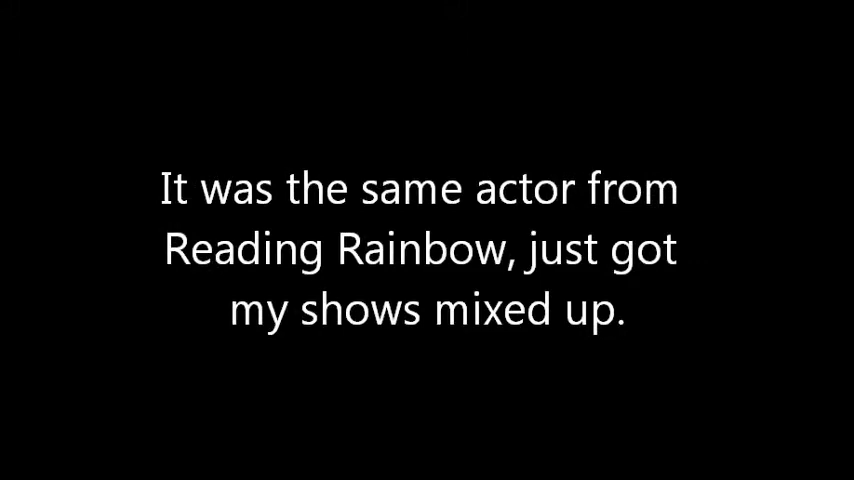 It was the same actor from
Reading Rainbow, just got
my shows mixed up.